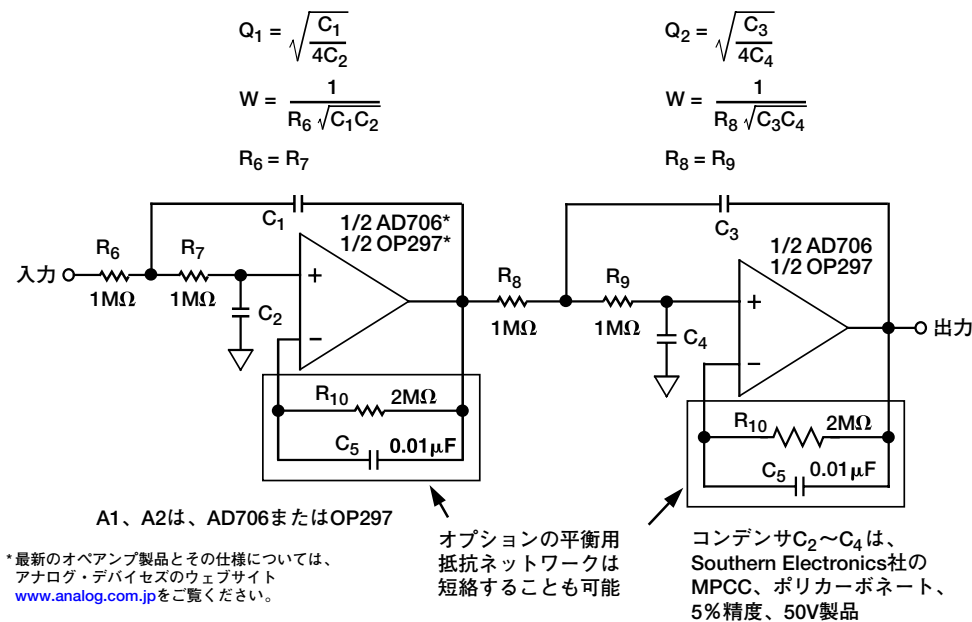 Q1 = √C1/4C2
Q2 = √C3/4C4
W = 1/R6 √C1C2
W = 1/R8 √C3C4
R6 = R7
R8 = R9
C1
1/2 AD706*
1/2 OP297*
C3
1/2 AD706
1/2 OP297
入力
R6
1MΩ
R7
1MΩ
C2
+
−
R8
1MΩ
R9
1MΩ
C4
+
−
出力
R10 2MΩ
C5 0.01μF
R10 2MΩ
C5 0.01μF
A1、A2は、AD706またはOP297
*最新のオペアンプ製品とその仕様については、
アナログ・デバイセズのウェブサイト
www.analog.com.jpをご覧ください。
オプションの平衡用
抵抗ネットワークは
短絡することも可能
コンデンサC2～C4は、
Southern Electronics社の
MPCC、ポリカーボネート、
5%精度、50V製品